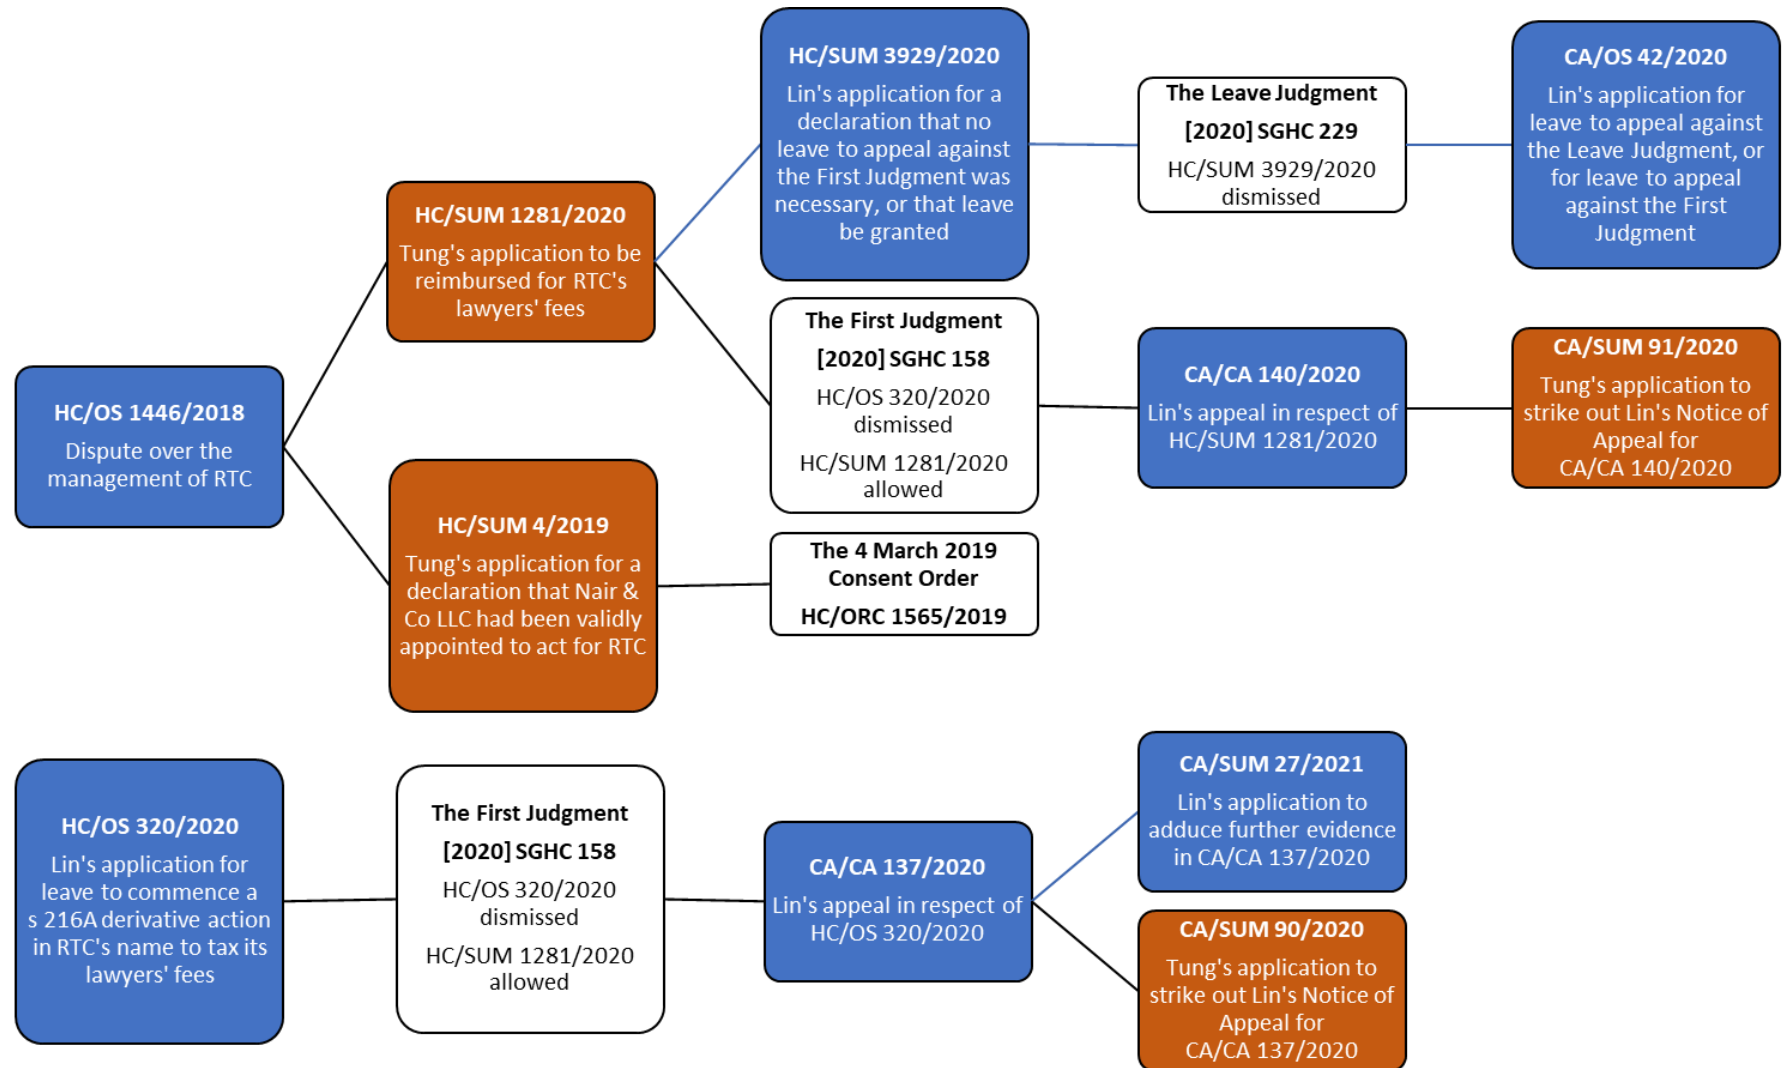 HC/OS 1446/2018
Dispute over the
management of RTC
HC/SUM 1281/2020
Tung's application to be
reimbursed for RTC's
lawyers' fees
HC/SUM 4/2019
Tung's application for a
declaration that Nair &
Co LLC had been validly
appointed to act for RTC
HC/SUM 3929/2020
Lin's application for a
declaration that no
leave to appeal against
the First Judgment was
necessary, or that leave
be granted
The First Judgment
[2020] SGHC 158
HC/OS 320/2020
dismissed
HC/SUM 1281/2020
allowed
The 4 March 2019
Consent Order
HC/ORC 1565/2019
The Leave Judgment
[2020] SGHC 229
HC/SUM 3929/2020
dismissed
CA/CA 140/2020
Lin's appeal in respect of
HC/SUM 1281/2020
CA/OS 42/2020
Lin's application for
leave to appeal against
the Leave Judgment, or
for leave to appeal
against the First
Judgment
CA/SUM 91/2020
Tung's application to
strike out Lin's Notice of
Appeal for
CA/CA 140/2020
HC/OS 320/2020
Lin's application for
leave to commence a
s 216A derivative action
in RTC's name to tax its
lawyers' fees
The First Judgment
[2020] SGHC 158
HC/OS 320/2020
dismissed
HC/SUM 1281/2020
allowed
CA/CA 137/2020
Lin's appeal in respect of
HC/OS 320/2020
CA/SUM 27/2021
Lin's application to
adduce further evidence
in CA/CA 137/2020
CA/SUM 90/2020
Tung's application to
strike out Lin's Notice of
Appeal for
CA/CA 137/2020